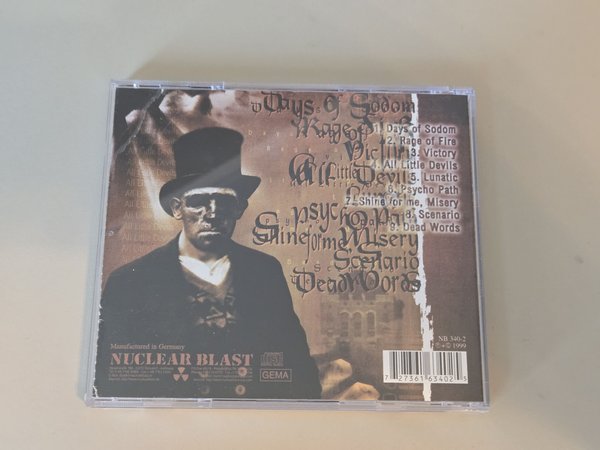 Days of Sodom
Rage of Fire
Victory
All Little Devils
Lunatic
Psycho Path
Shine for me Misery
Scenario
Dead Words
1. Days of Sodom
2. Rage of Fire
3. Victory
4. All Little Devils
5. Lunatic
6. Psycho Path
7. Shine for me, Misery
8. Scenario
9. Dead Words
All Little Devils
Manufactured in Germany
NUCLEAR BLAST
GEMA
NB 340-2
℗ + © 1999
7 27361 63402 5